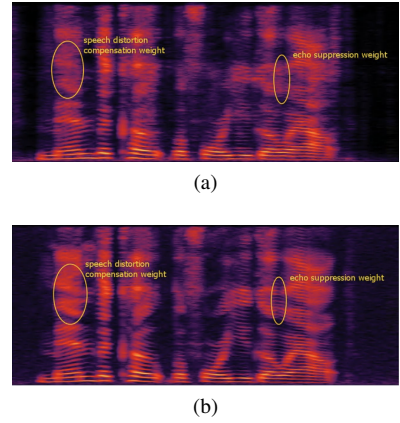 speech distortion
compensation weight
echo suppression weight
(a)
speech distortion
compensation weight
echo suppression weight
(b)